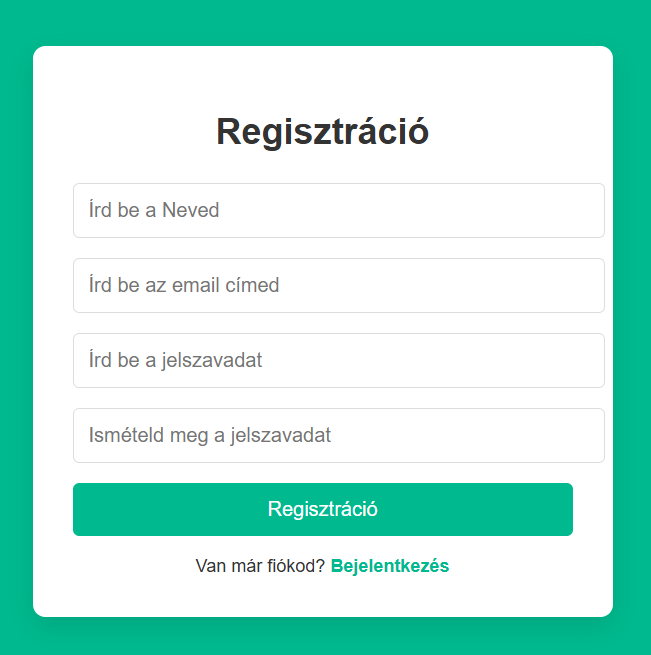 Regisztráció
Írd be a Neved
Írd be az email címed
Írd be a jelszavadat
Ismételd meg a jelszavadat
Regisztráció
Van már fiókod? Bejelentkezés